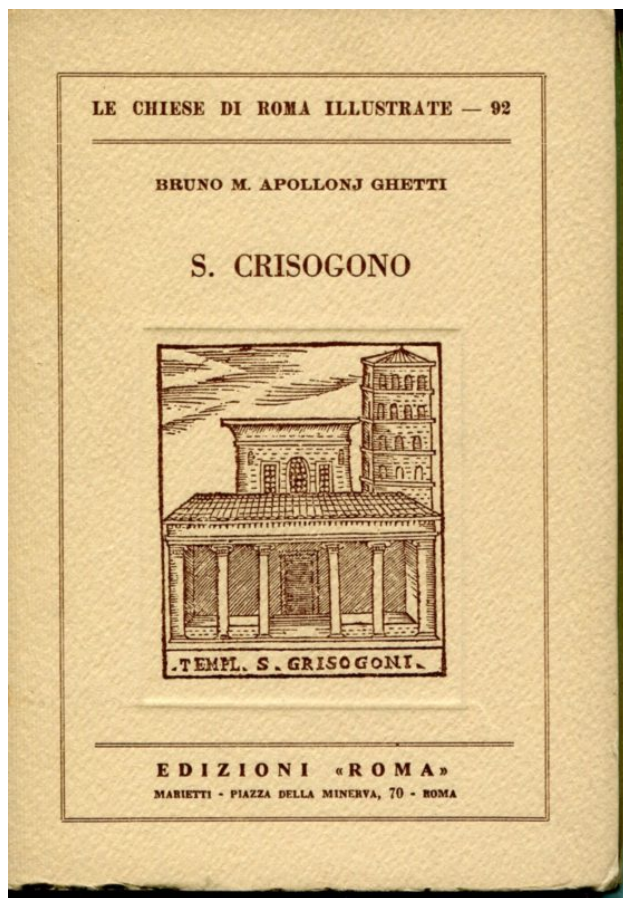 LE CHIESE DI ROMA ILLUSTRATE — 92
BRUNO M. APOLLONJ GHETTI
S. CRISOGONO
.TEMPL. S. GRISOGONI.
EDIZIONI «ROMA»
MARIETTI - PIAZZA DELLA MINERVA, 70 - ROMA